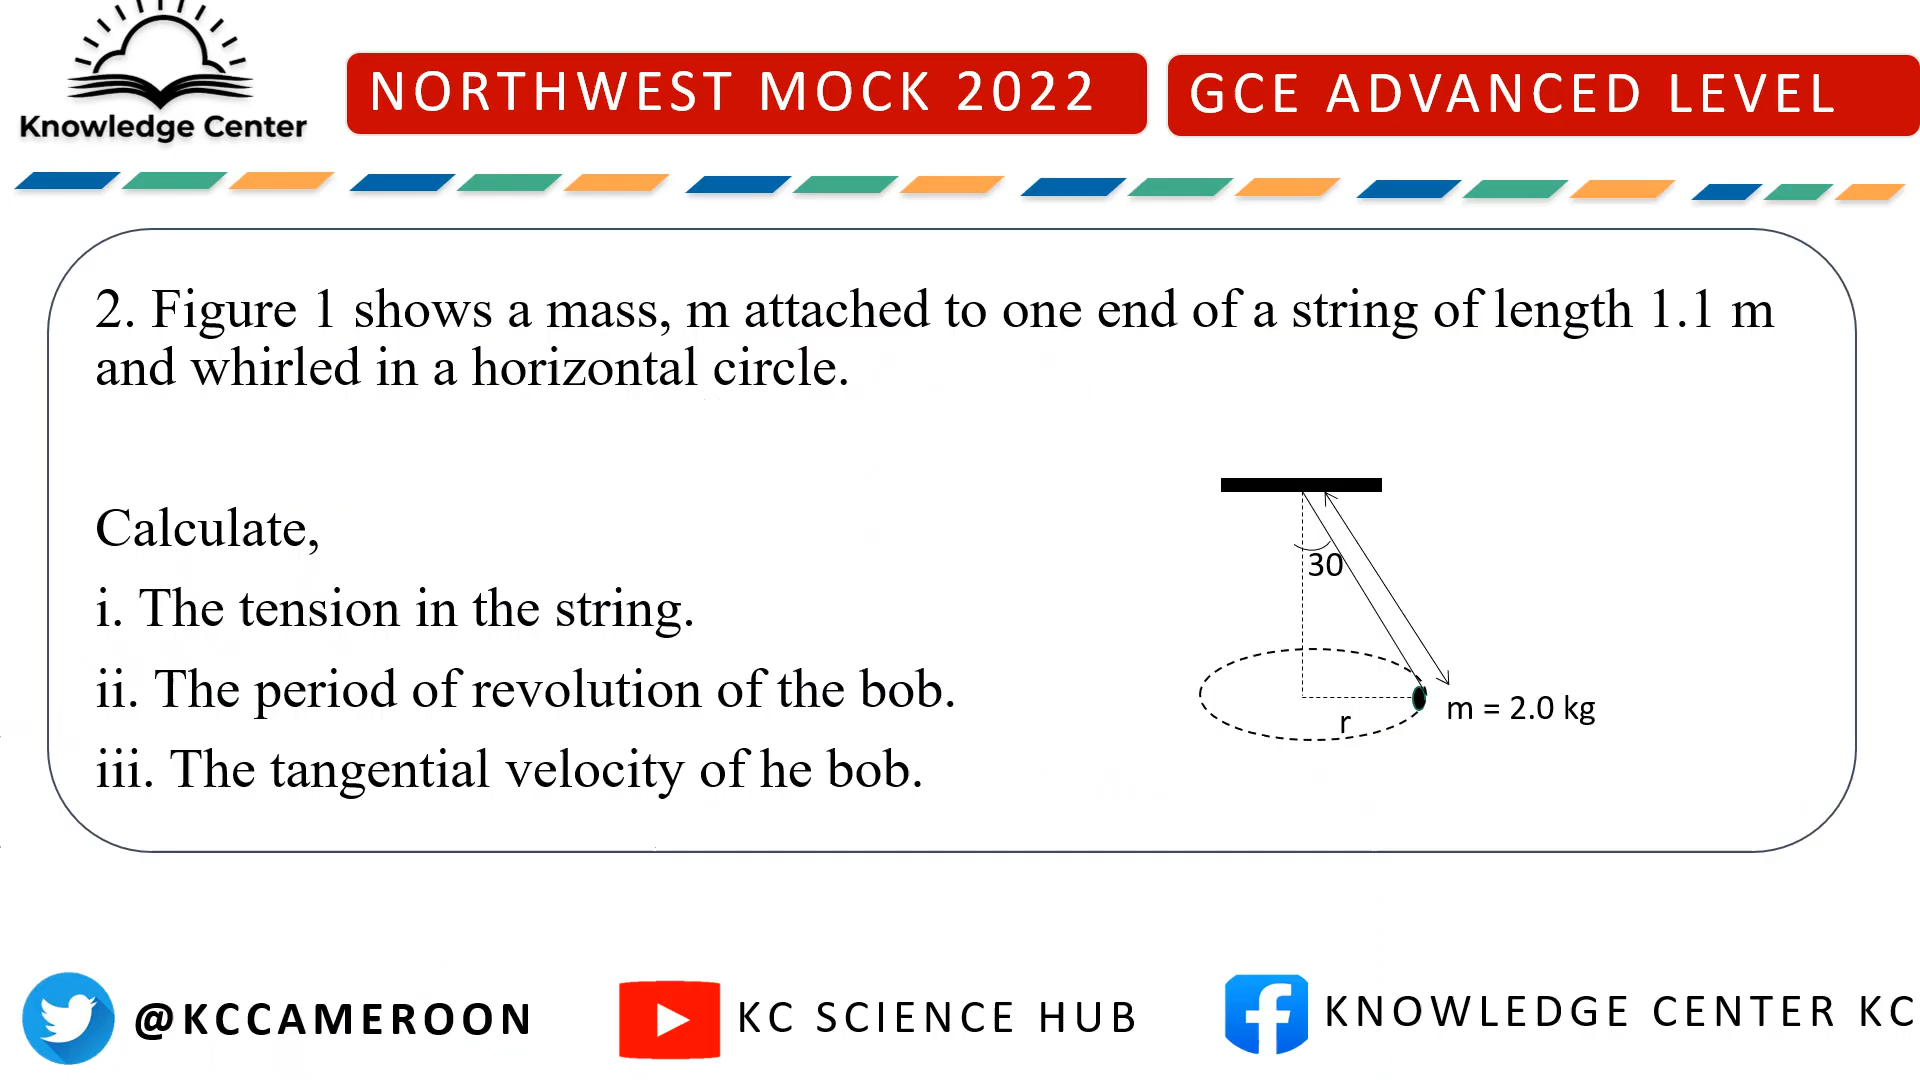 Knowledge Center
NORTHWEST MOCK 2022
GCE ADVANCED LEVEL
2. Figure 1 shows a mass, m attached to one end of a string of length 1.1 m
and whirled in a horizontal circle.
Calculate,
i. The tension in the string.
ii. The period of revolution of the bob.
iii. The tangential velocity of he bob.
30
r
m = 2.0 kg
@KCCAMEROON
KC SCIENCE HUB
KNOWLEDGE CENTER KC